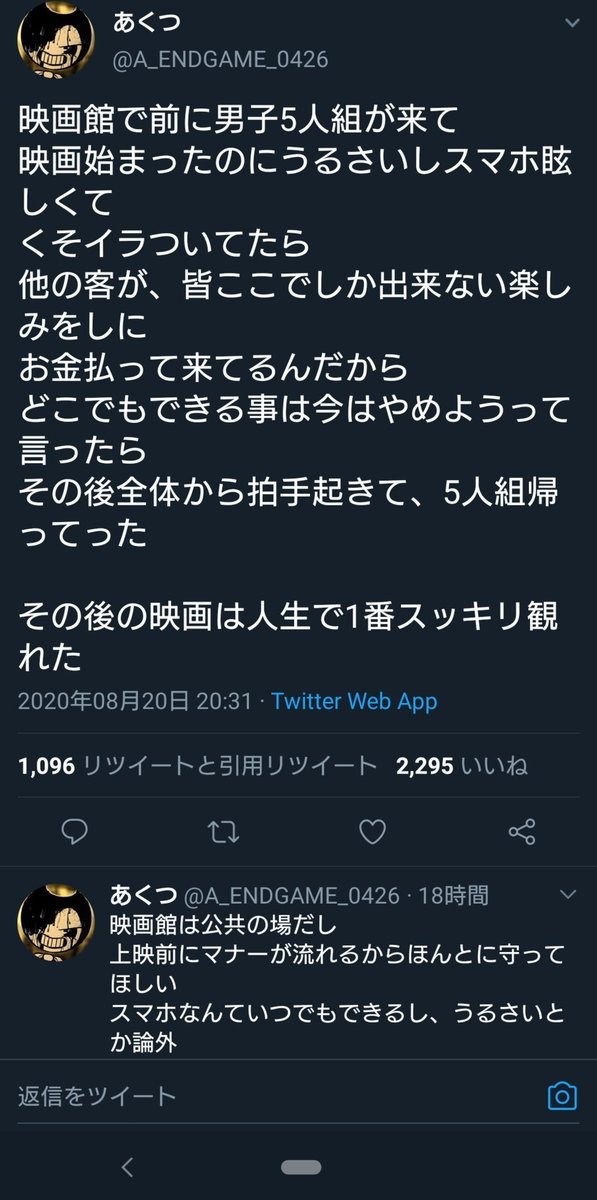 あくつ
@A_ENDGAME_0426
映画館で前に男子5人組が来て
映画始まったのにうるさいしスマホ眩
しくて
くそイラついてたら
他の客が、皆ここでしか出来ない楽し
みをしに
お金払って来てるんだから
どこでもできる事は今はやめようって
言ったら
その後全体から拍手起きて、5人組帰
ってった
その後の映画は人生で1番スッキリ観
れた
2020年08月20日 20:31 · Twitter Web App
1,096 リツイートと引用リツイート 2,295 いいね
あくつ @A_ENDGAME_0426 · 18時間
映画館は公共の場だし
上映前にマナーが流れるからほんとに守って
ほしい
スマホなんていつでもできるし、うるさいと
か論外
返信をツイート